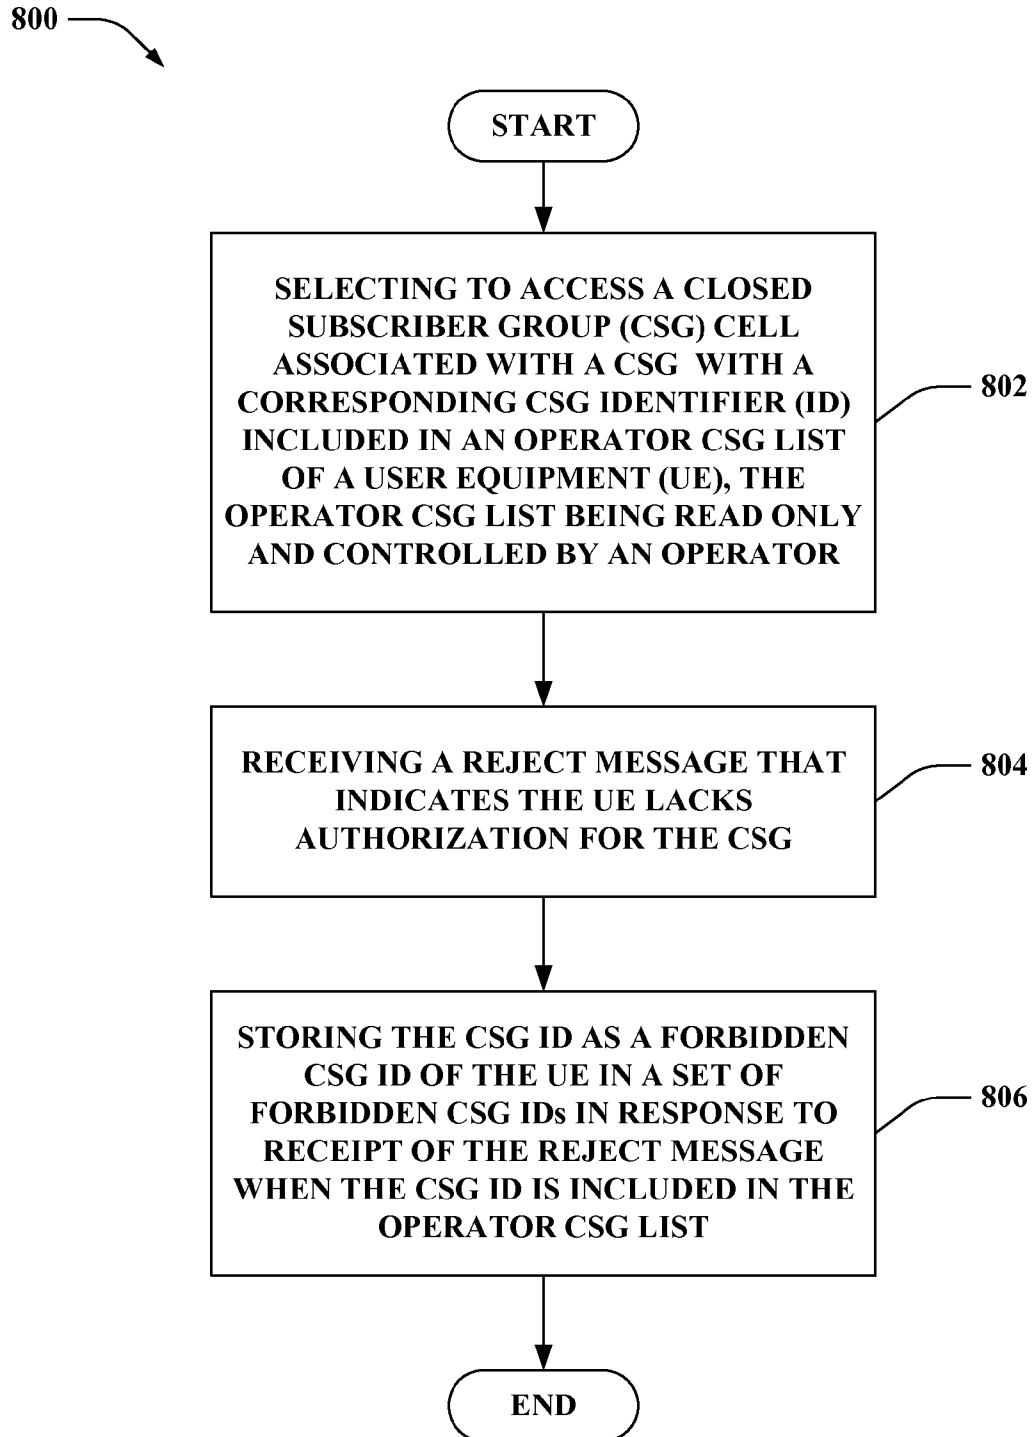 800
START
SELECTING TO ACCESS A CLOSED
SUBSCRIBER GROUP (CSG) CELL
ASSOCIATED WITH A CSG WITH A
CORRESPONDING CSG IDENTIFIER (ID)
INCLUDED IN AN OPERATOR CSG LIST
OF A USER EQUIPMENT (UE), THE
OPERATOR CSG LIST BEING READ ONLY
AND CONTROLLED BY AN OPERATOR
802
RECEIVING A REJECT MESSAGE THAT
INDICATES THE UE LACKS
AUTHORIZATION FOR THE CSG
804
STORING THE CSG ID AS A FORBIDDEN
CSG ID OF THE UE IN A SET OF
FORBIDDEN CSG IDs IN RESPONSE TO
RECEIPT OF THE REJECT MESSAGE
WHEN THE CSG ID IS INCLUDED IN THE
OPERATOR CSG LIST
806
END